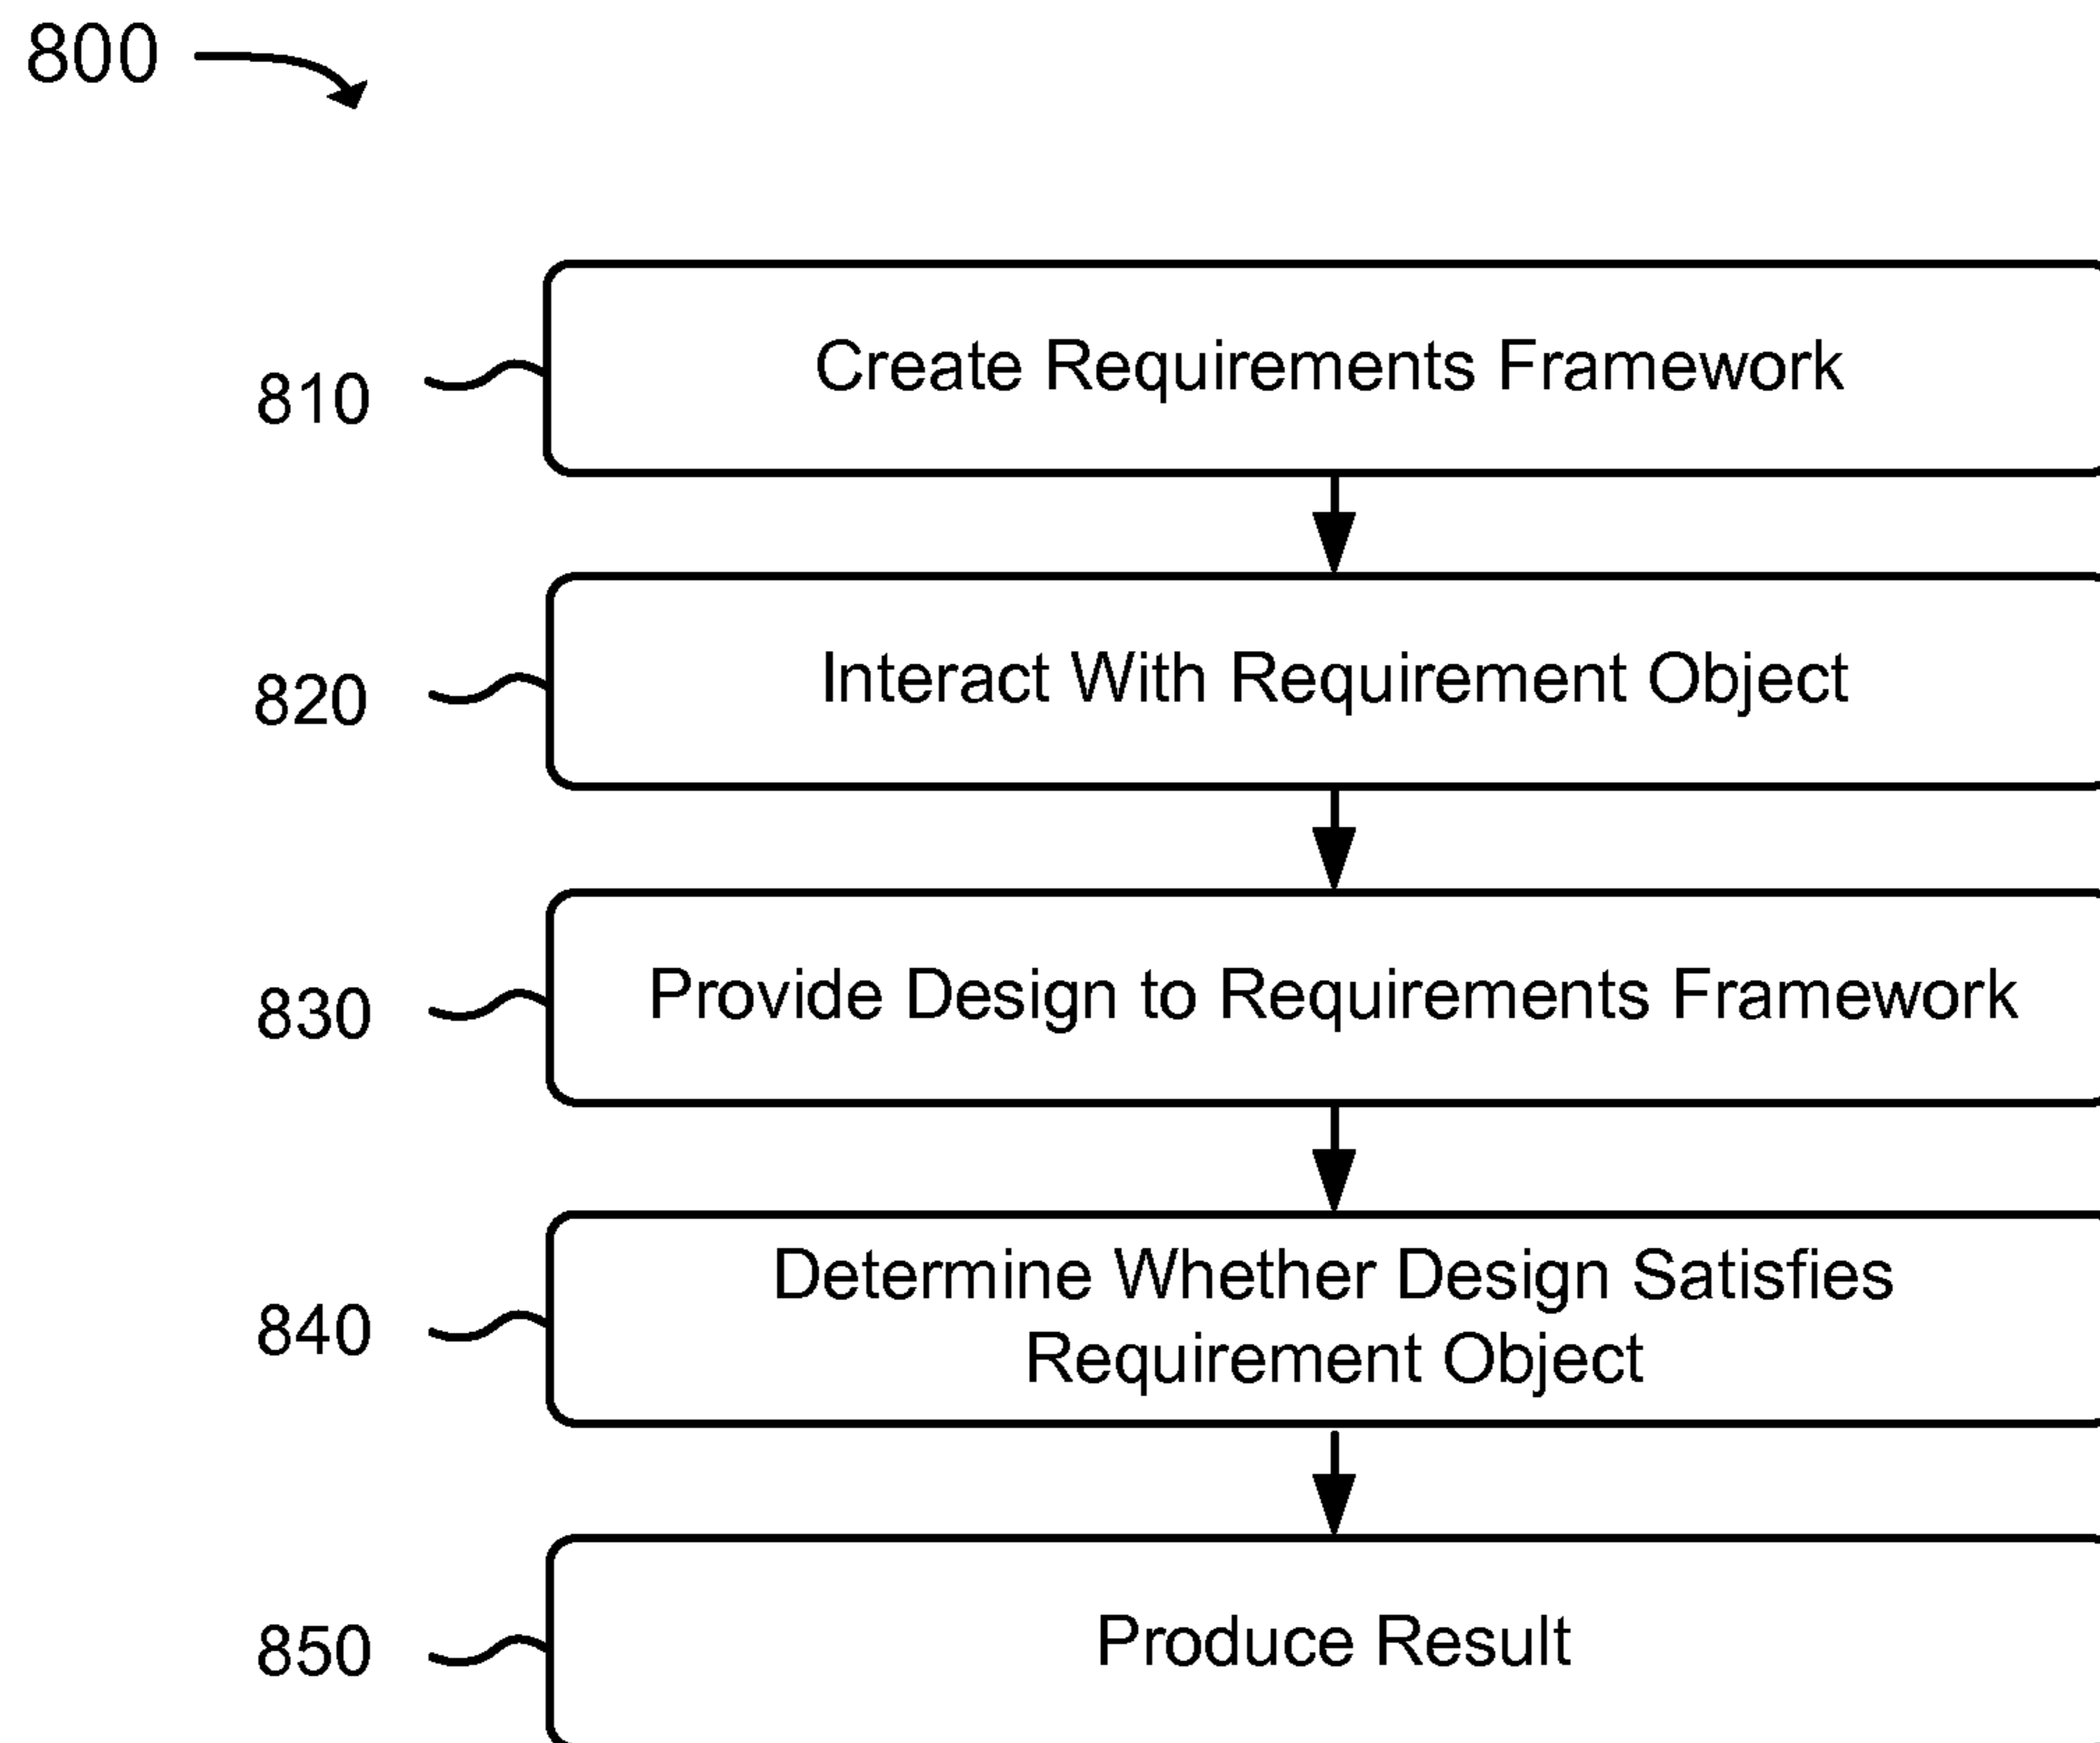 800
Create Requirements Framework
810
Interact With Requirement Object
820
Provide Design to Requirements Framework
830
Determine Whether Design Satisfies
Requirement Object
840
Produce Result
850